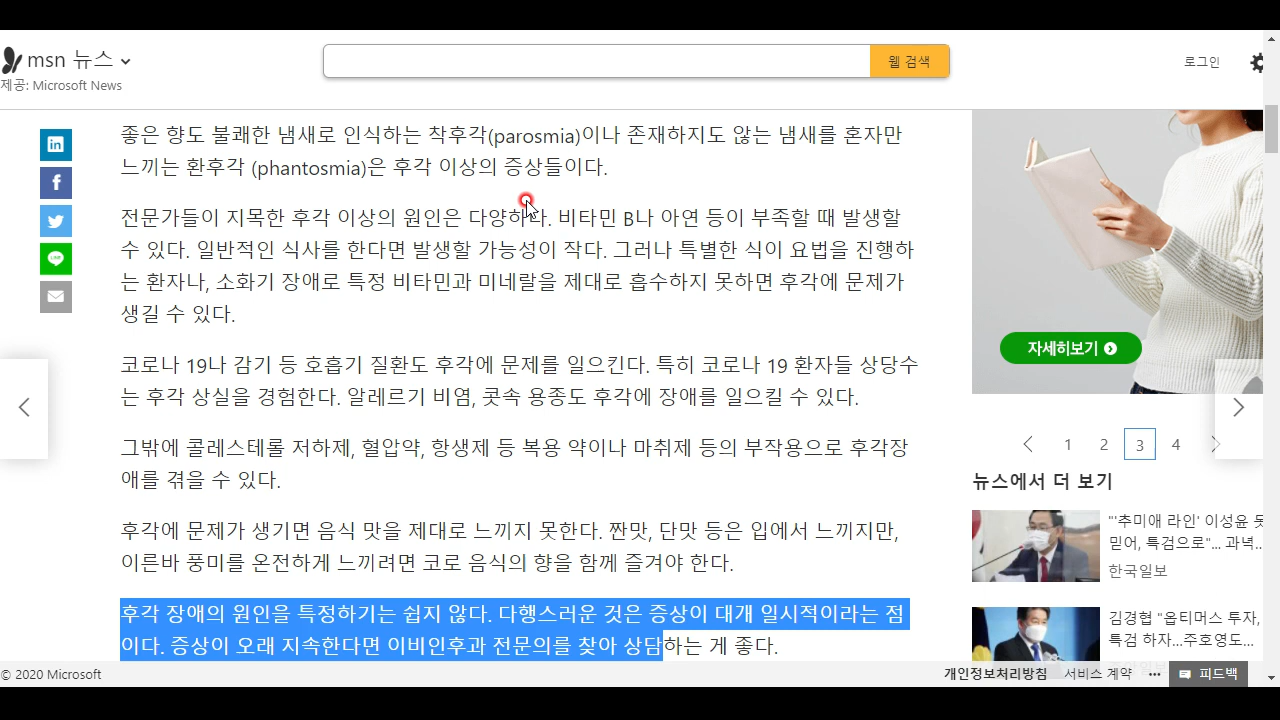 msn 뉴스
제공: Microsoft News
웹 검색
로그인
좋은 향도 불쾌한 냄새로 인식하는 착후각(parosmia)이나 존재하지도 않는 냄새를 혼자만
느끼는 환후각 (phantosmia)은 후각 이상의 증상들이다.
전문가들이 지목한 후각 이상의 원인은 다양하다. 비타민 B나 아연 등이 부족할 때 발생할
수 있다. 일반적인 식사를 한다면 발생할 가능성이 작다. 그러나 특별한 식이 요법을 진행하
는 환자나, 소화기 장애로 특정 비타민과 미네랄을 제대로 흡수하지 못하면 후각에 문제가
생길 수 있다.
코로나 19나 감기 등 호흡기 질환도 후각에 문제를 일으킨다. 특히 코로나 19 환자들 상당수
는 후각 상실을 경험한다. 알레르기 비염, 콧속 용종도 후각에 장애를 일으킬 수 있다.
그밖에 콜레스테롤 저하제, 혈압약, 항생제 등 복용 약이나 마취제 등의 부작용으로 후각장
애를 겪을 수 있다.
후각에 문제가 생기면 음식 맛을 제대로 느끼지 못한다. 짠맛, 단맛 등은 입에서 느끼지만,
이른바 풍미를 온전하게 느끼려면 코로 음식의 향을 함께 즐겨야 한다.
후각 장애의 원인을 특정하기는 쉽지 않다. 다행스러운 것은 증상이 대개 일시적이라는 점
이다. 증상이 오래 지속한다면 이비인후과 전문의를 찾아 상담하는 게 좋다.
자세히보기
1 2 3 4
뉴스에서 더 보기
"'추미애 라인' 이성윤 못
믿어, 특검으로"... 과녁...
한국일보
김경협 "옵티머스 투자,
특검 하자...주호영도...
© 2020 Microsoft
개인정보처리방침 서비스 계약 ... 피드백